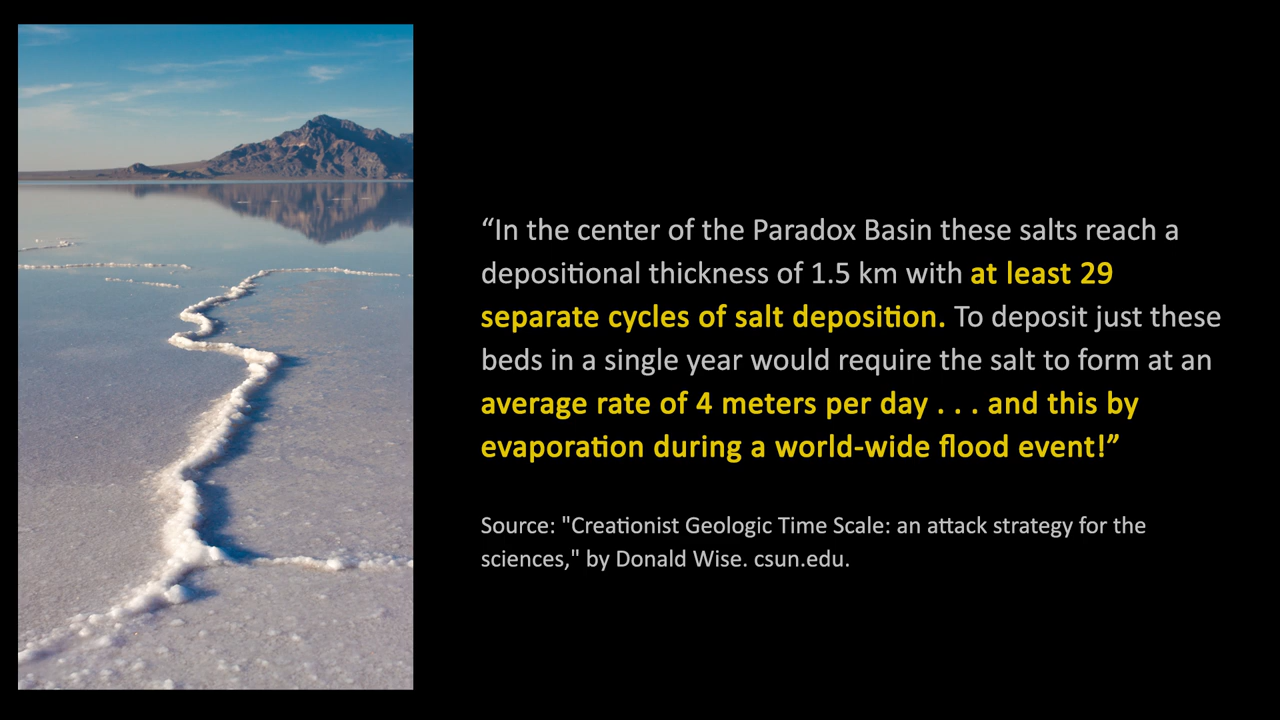 “In the center of the Paradox Basin these salts reach a
depositional thickness of 1.5 km with at least 29
separate cycles of salt deposition. To deposit just these
beds in a single year would require the salt to form at an
average rate of 4 meters per day . . . and this by
evaporation during a world-wide flood event!”
Source: "Creationist Geologic Time Scale: an attack strategy for the
sciences," by Donald Wise. csun.edu.